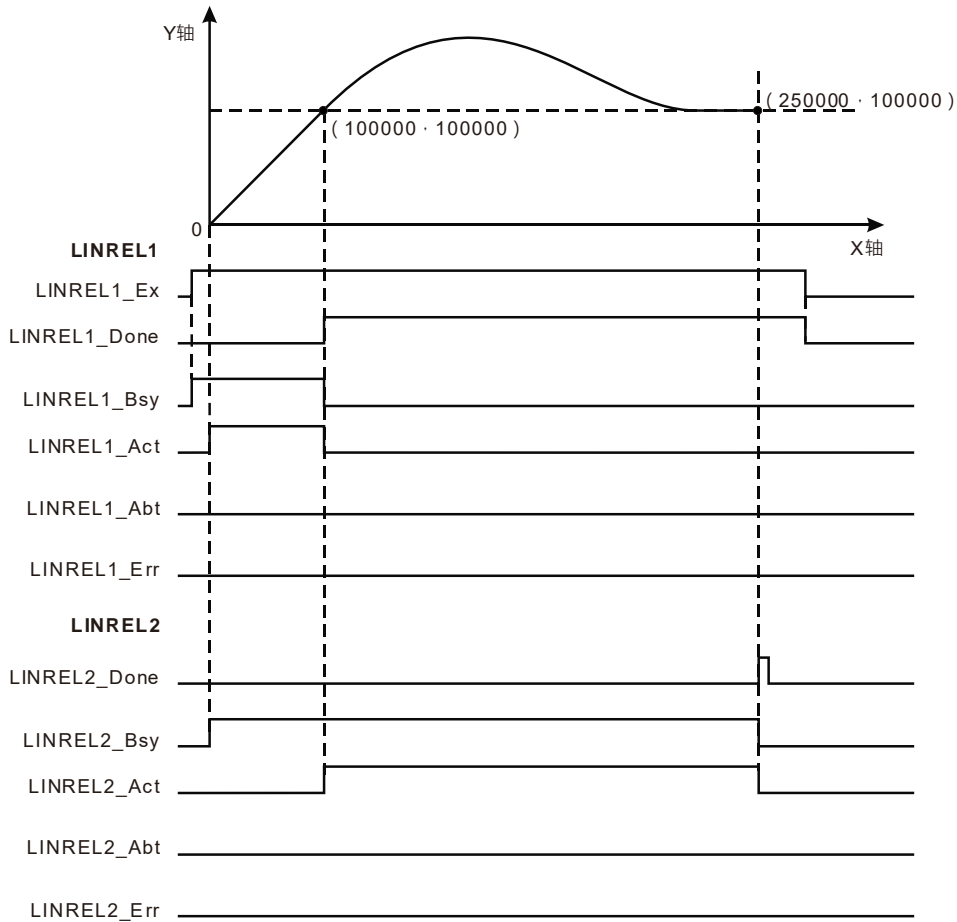 Y轴
( 250000 · 100000 )
( 100000 · 100000 )
0
X轴
LINREL1
LINREL1_Ex
LINREL1_Done
LINREL1_Bsy
LINREL1_Act
LINREL1_Abt
LINREL1_Err
LINREL2
LINREL2_Done
LINREL2_Bsy
LINREL2_Act
LINREL2_Abt
LINREL2_Err